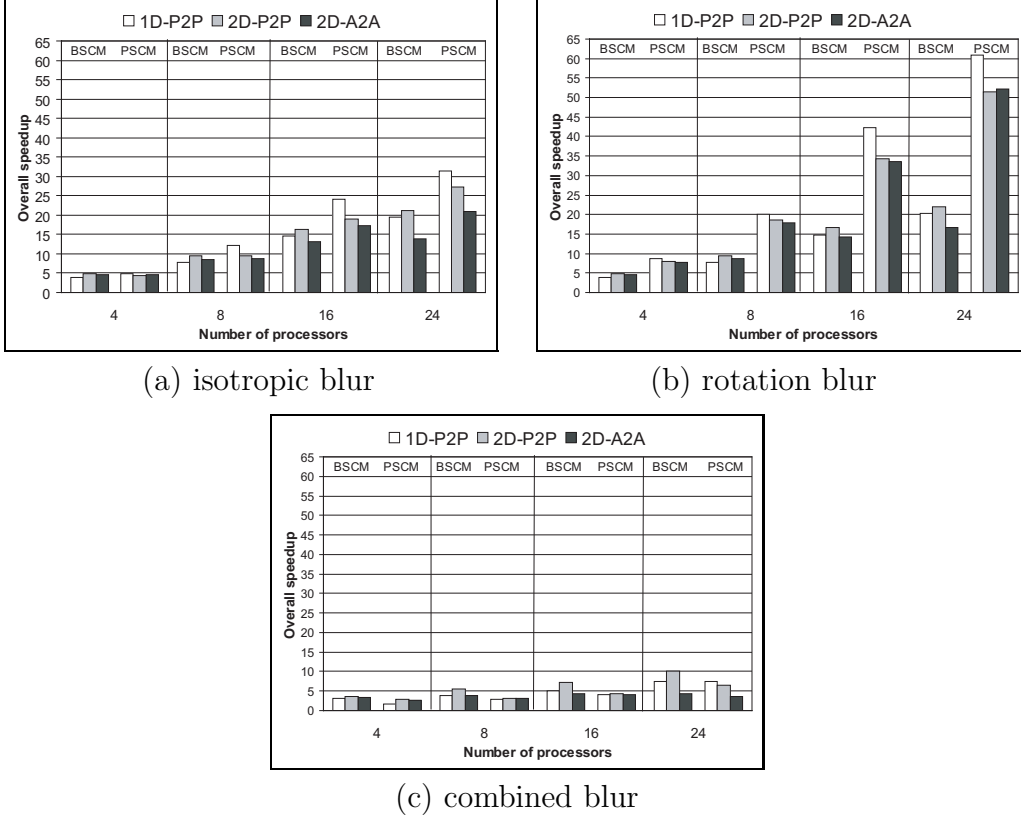 1D-P2P 2D-P2P 2D-A2A
65
60
55
50
45
40
35
30
25
20
15
10
5
0
Overall speedup
BSCM PSCM BSCM PSCM BSCM PSCM BSCM PSCM
4 8 16 24
Number of processors
(a) isotropic blur
1D-P2P 2D-P2P 2D-A2A
65
60
55
50
45
40
35
30
25
20
15
10
5
0
Overall speedup
BSCM PSCM BSCM PSCM BSCM PSCM BSCM PSCM
4 8 16 24
Number of processors
(b) rotation blur
1D-P2P 2D-P2P 2D-A2A
65
60
55
50
45
40
35
30
25
20
15
10
5
0
Overall speedup
BSCM PSCM BSCM PSCM BSCM PSCM BSCM PSCM
4 8 16 24
Number of processors
(c) combined blur